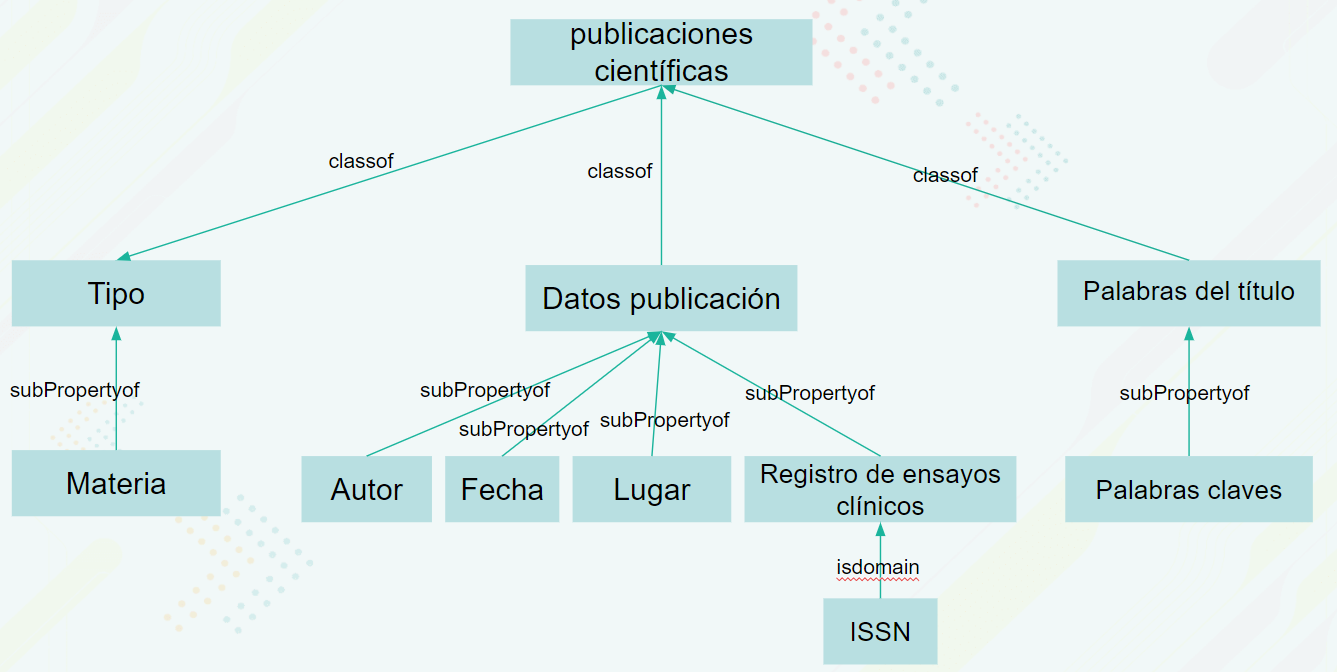 publicaciones
científicas
classof
classof
classof
Tipo
Datos publicación
Palabras del título
subPropertyof
subPropertyof
subPropertyof
subPropertyof
subPropertyof
subPropertyof
Materia
Autor
Fecha
Lugar
Registro de ensayos
clínicos
Palabras claves
isdomain
ISSN